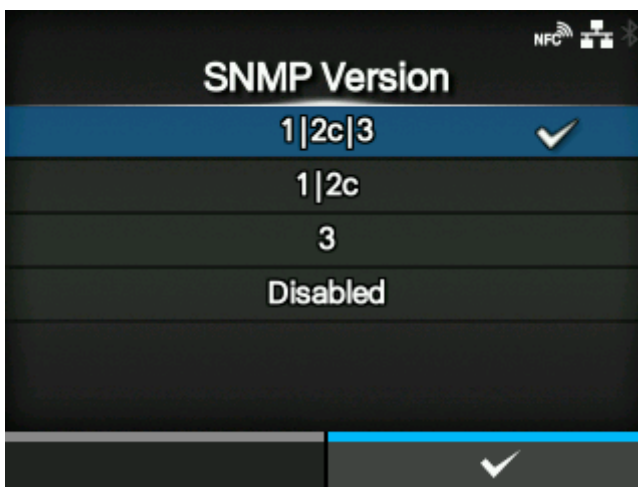 NFC
SNMP Version
1|2c|3
1|2c
3
Disabled